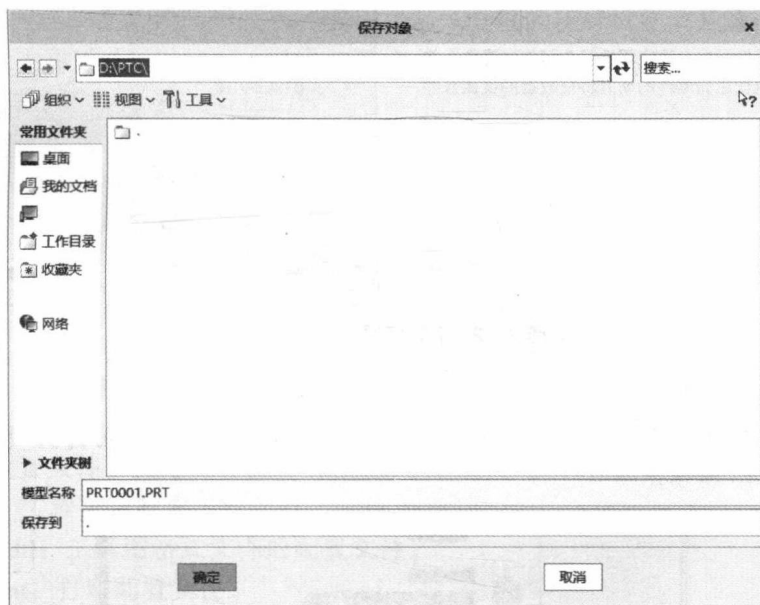 保存对象
D:\PTC\
搜索...
组织 视图 工具
常用文件夹
桌面
我的文档
工作目录
收藏夹
网络
文件夹树
模型名称 PRT0001.PRT
保存到 .
确定 取消